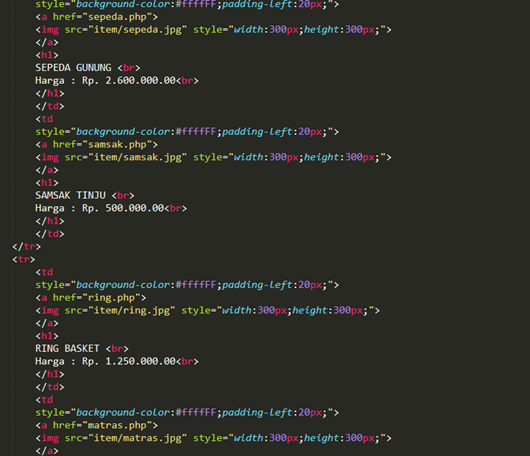 style="background-color:#ffffFF;padding-left:20px;">
<a href="sepeda.php">
<img src="item/sepeda.jpg" style="width:300px;height:300px;">
</a>
<h1>
SEPEDA GUNUNG <br>
Harga : Rp. 2.600.000.00<br>
</h1>
</td>
<td
style="background-color:#ffffFF;padding-left:20px;">
<a href="samsak.php">
<img src="item/samsak.jpg" style="width:300px;height:300px;">
</a>
<h1>
SAMSAK TINJU <br>
Harga : Rp. 500.000.00<br>
</h1>
</td>
</tr>
<tr>
<td
style="background-color:#ffffFF;padding-left:20px;">
<a href="ring.php">
<img src="item/ring.jpg" style="width:300px;height:300px;">
</a>
<h1>
RING BASKET <br>
Harga : Rp. 1.250.000.00<br>
</h1>
</td>
<td
style="background-color:#ffffFF;padding-left:20px;">
<a href="matras.php">
<img src="item/matras.jpg" style="width:300px;height:300px;">
</a>